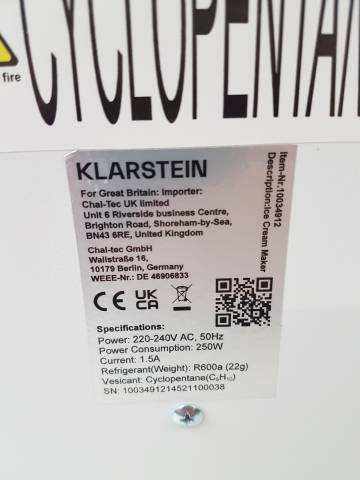 fire
CYCLOPENTAN
KLARSTEIN
For Great Britain: Importer:
Chal-Tec UK limited
Unit 6 Riverside business Centre,
Brighton Road, Shoreham-by-Sea,
BN43 6RE, United Kingdom
Chal-tec GmbH
Wallstraße 16,
10179 Berlin, Germany
WEEE-Nr.: DE 46906833
Item-Nr.:10034912
Description:Ice Cream Maker
CE UK CA
Specifications:
Power: 220-240V AC, 50Hz
Power Consumption: 250W
Current: 1.5A
Refrigerant(Weight): R600a (22g)
Vesicant: Cyclopentane(C₅H₁₀)
SN: 1003491214521100038